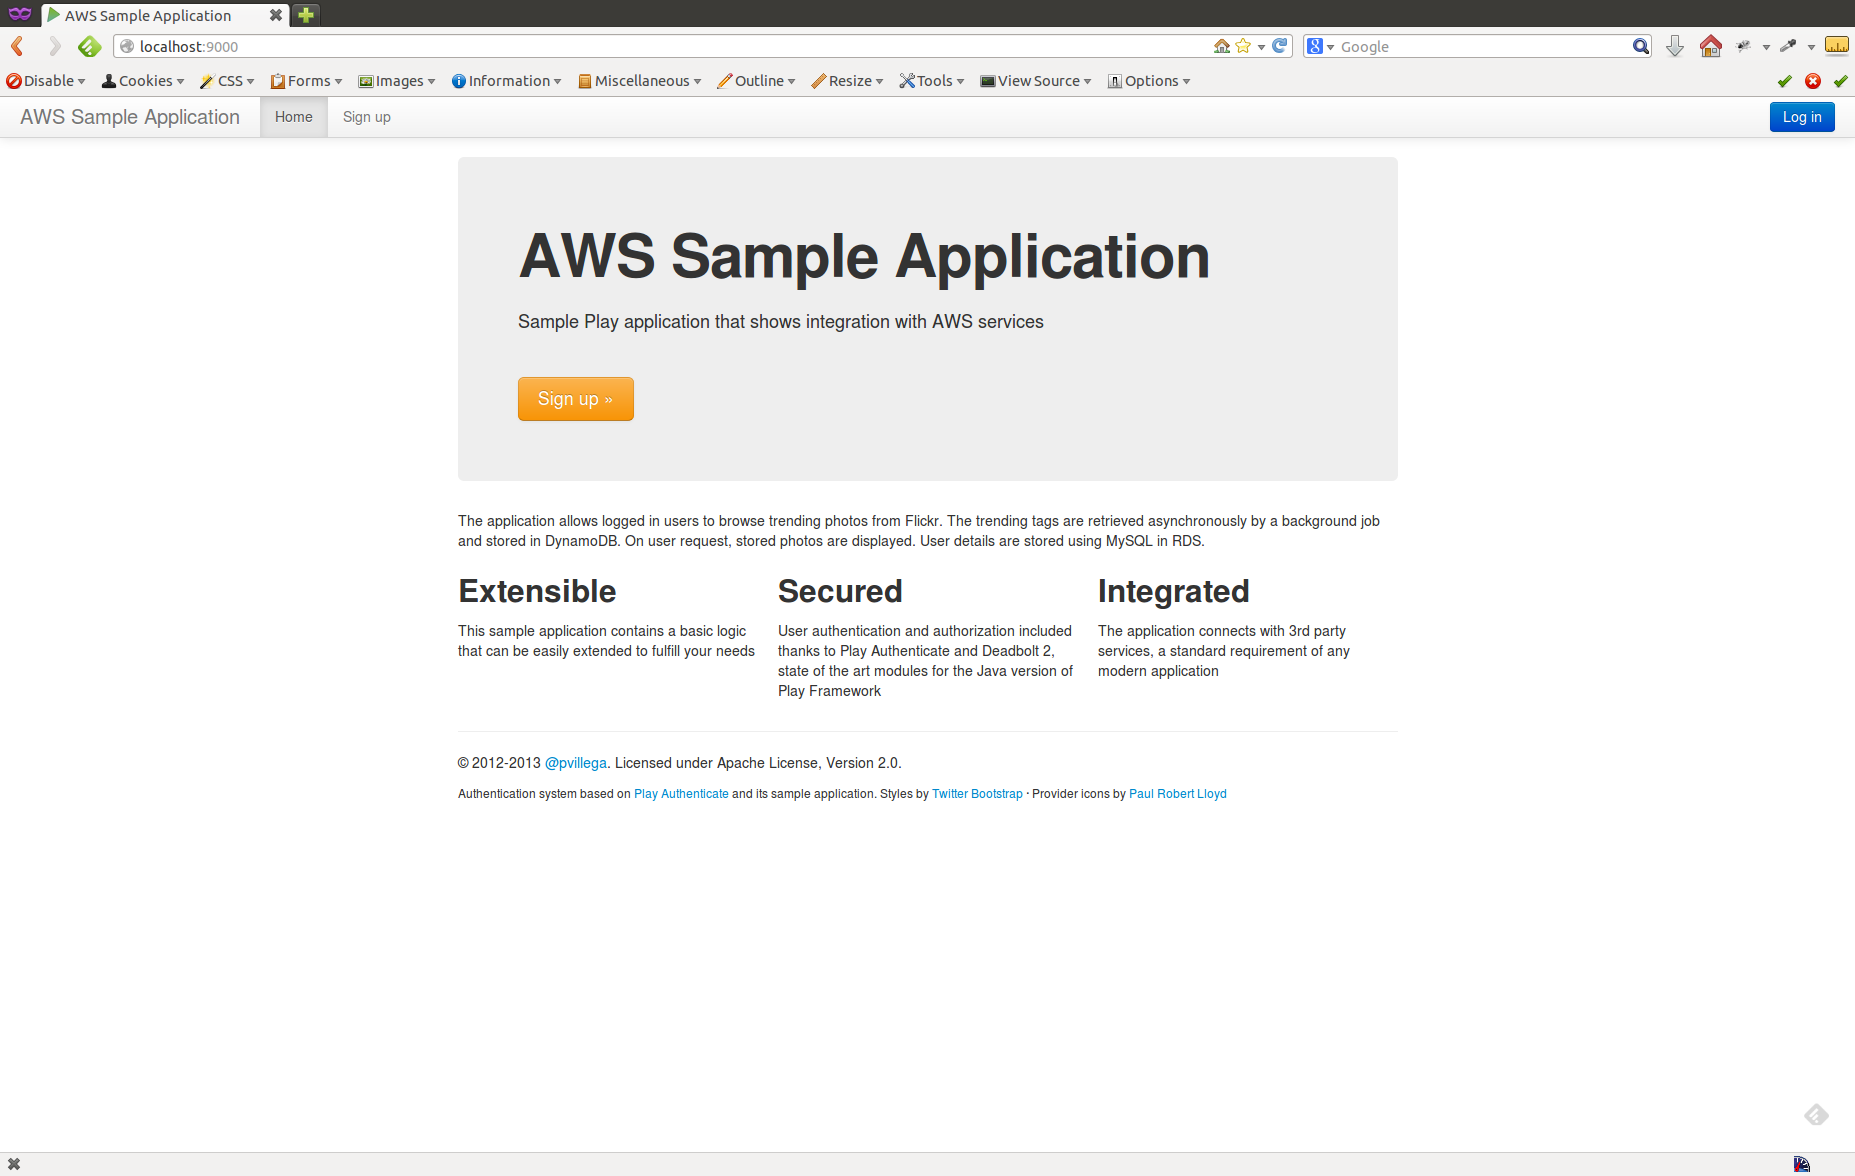 AWS Sample Application
localhost:9000
Google
Disable Cookies CSS Forms Images Information Miscellaneous Outline Resize Tools View Source Options
AWS Sample Application Home Sign up Log in
AWS Sample Application
Sample Play application that shows integration with AWS services
Sign up »
The application allows logged in users to browse trending photos from Flickr. The trending tags are retrieved asynchronously by a background job
and stored in DynamoDB. On user request, stored photos are displayed. User details are stored using MySQL in RDS.
Extensible
This sample application contains a basic logic
that can be easily extended to fulfill your needs
Secured
User authentication and authorization included
thanks to Play Authenticate and Deadbolt 2,
state of the art modules for the Java version of
Play Framework
Integrated
The application connects with 3rd party
services, a standard requirement of any
modern application
© 2012-2013 @pvillega. Licensed under Apache License, Version 2.0.
Authentication system based on Play Authenticate and its sample application. Styles by Twitter Bootstrap · Provider icons by Paul Robert Lloyd